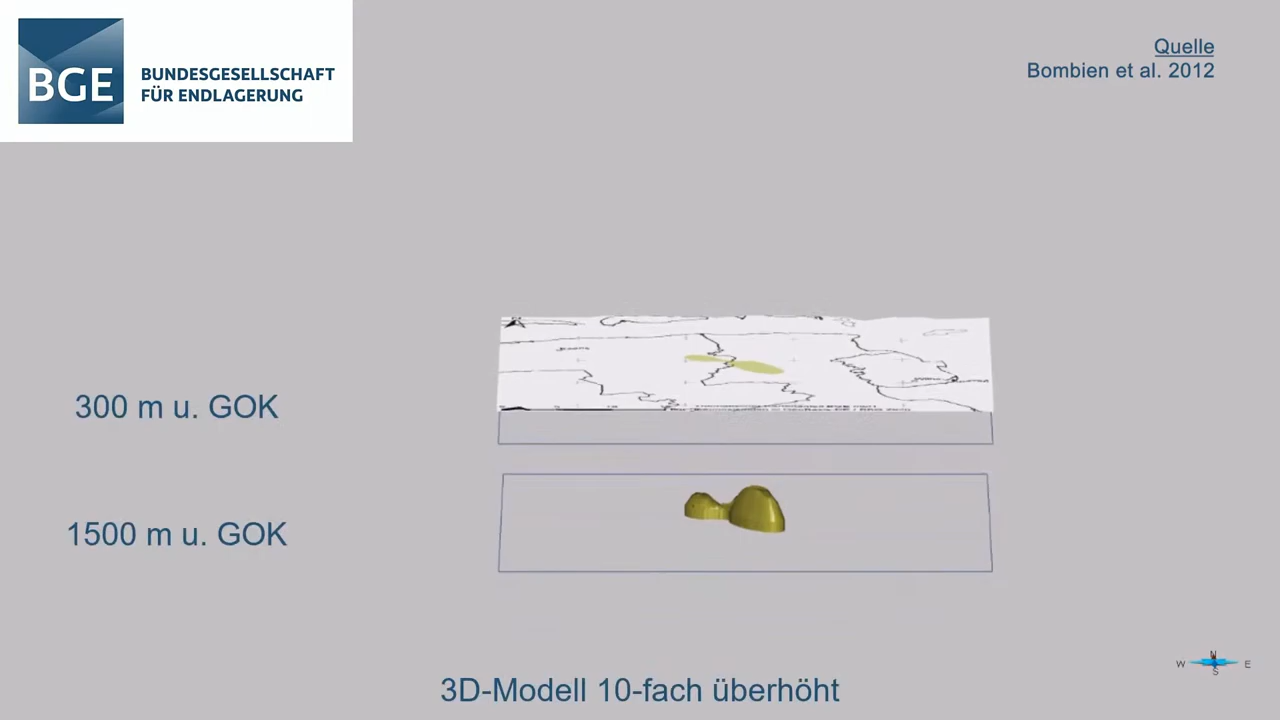 BGE
BUNDESGESELLSCHAFT
FÜR ENDLAGERUNG
Quelle
Bombien et al. 2012
300 m u. GOK
1500 m u. GOK
N
W E
S
3D-Modell 10-fach überhöht